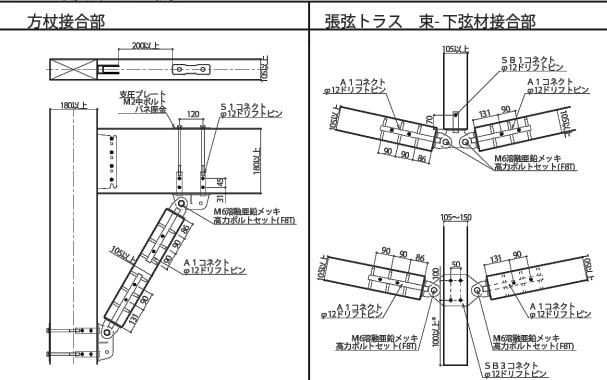 方杖接合部
200以上
105以上
支圧プレート
M12中ボルト
バネ座金
120
S1コネクト
φ12ドリフトピン
180以上
180以上
45
31
M16溶融亜鉛メッキ
高力ボルトセット(F8T)
86
90
90
105以上
A1コネクト
φ12ドリフトピン
90
131
張弦トラス 束-下弦材接合部
105以上
SB1コネクト
φ12ドリフトピン
A1コネクト
φ12ドリフトピン
A1コネクト
φ12ドリフトピン
70
131
90
105以上
105以上
90
90
86
M16溶融亜鉛メッキ
高力ボルトセット(F8T)
105〜150
90
90
86
100
50
131
90
105以上
105以上
A1コネクト
φ12ドリフトピン
A1コネクト
φ12ドリフトピン
100以上※
M16溶融亜鉛メッキ
高力ボルトセット(F8T)
M16溶融亜鉛メッキ
高力ボルトセット(F8T)
SB3コネクト
φ12ドリフトピン